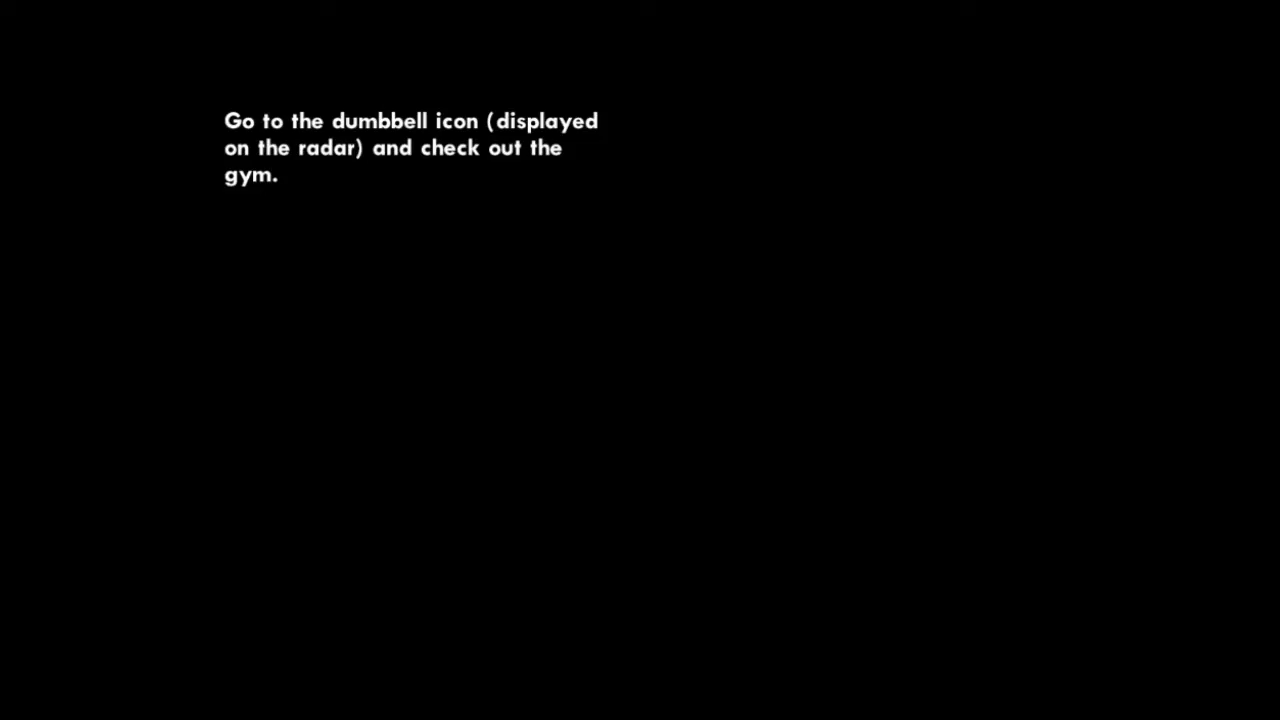 Go to the dumbbell icon (displayed
on the radar) and check out the
gym.